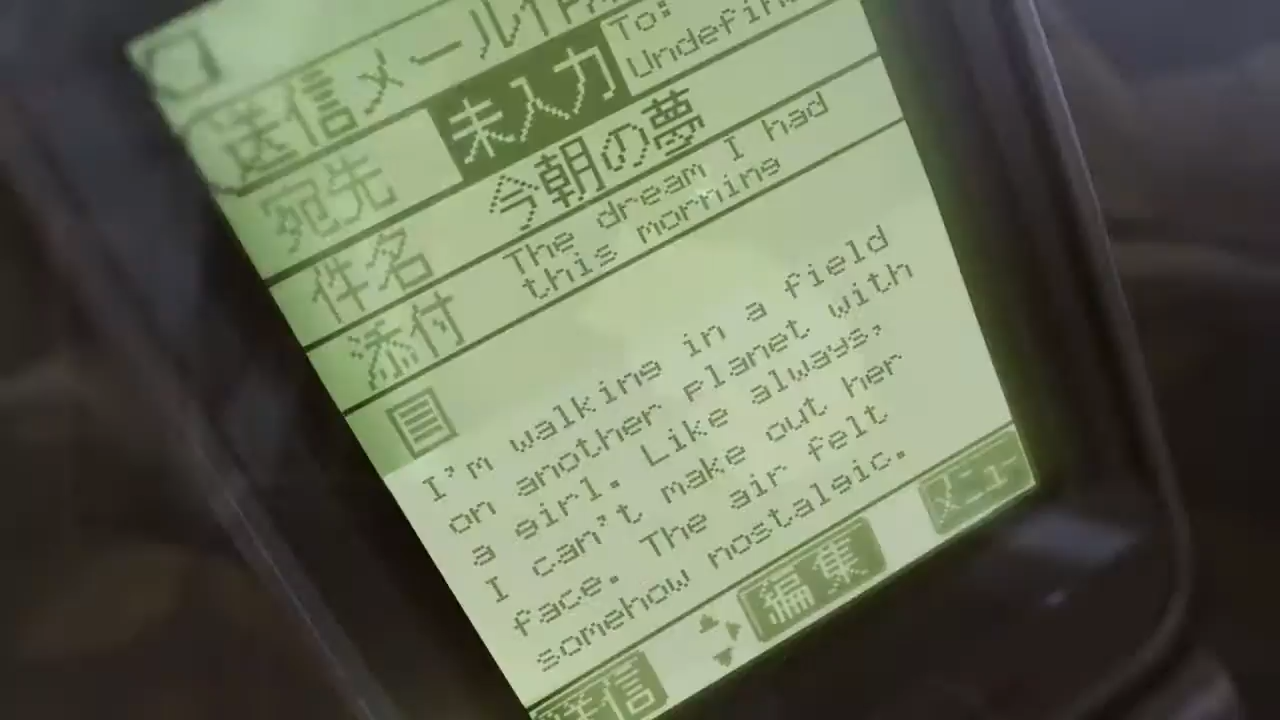 送信メール作成
宛先 未入力 To: Undefin
件名 今朝の夢
The dream I had
this morning
添付
I'm walking in a field
on another planet with
a girl. Like always,
I can't make out her
face. The air felt
somehow nostalgic.
送信 編集 メニュー